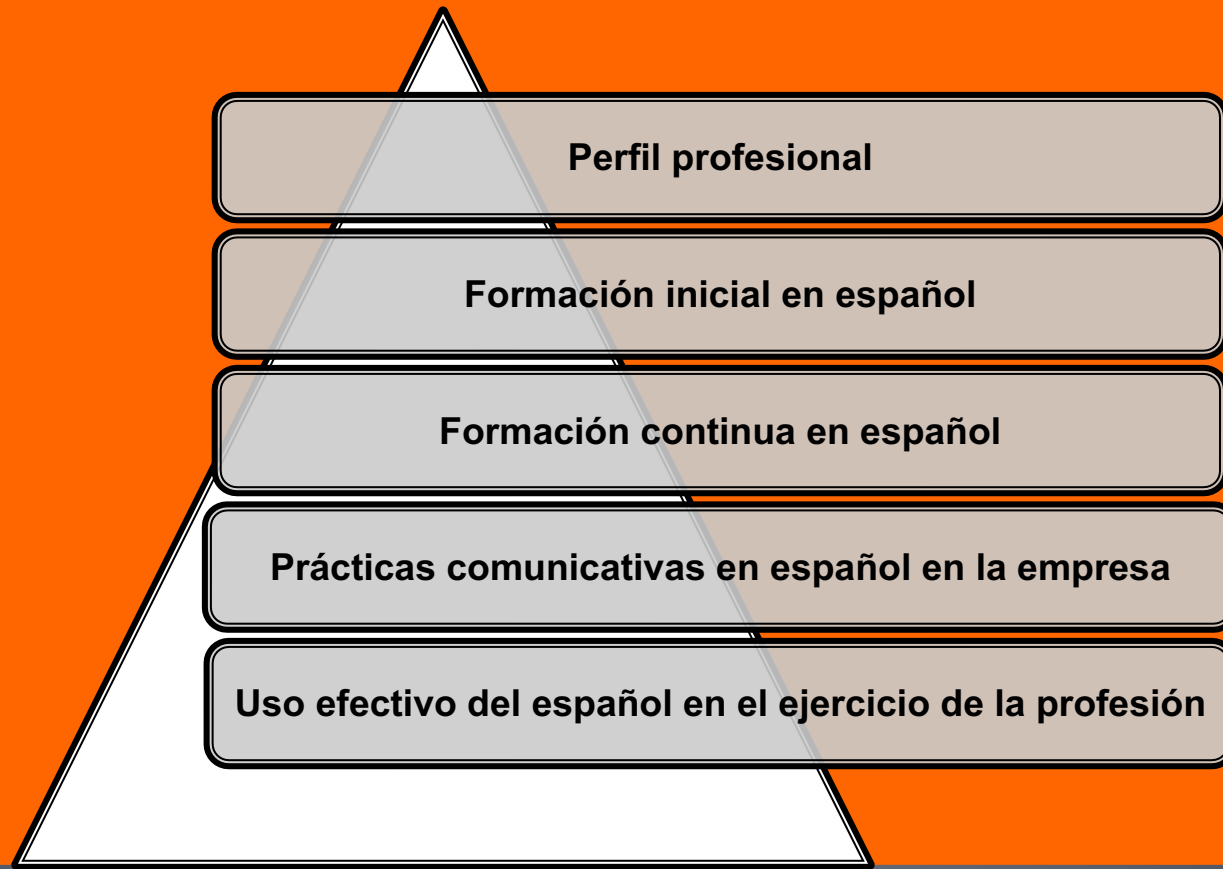 Perfil profesional
Formación inicial en español
Formación continua en español
Prácticas comunicativas en español en la empresa
Uso efectivo del español en el ejercicio de la profesión